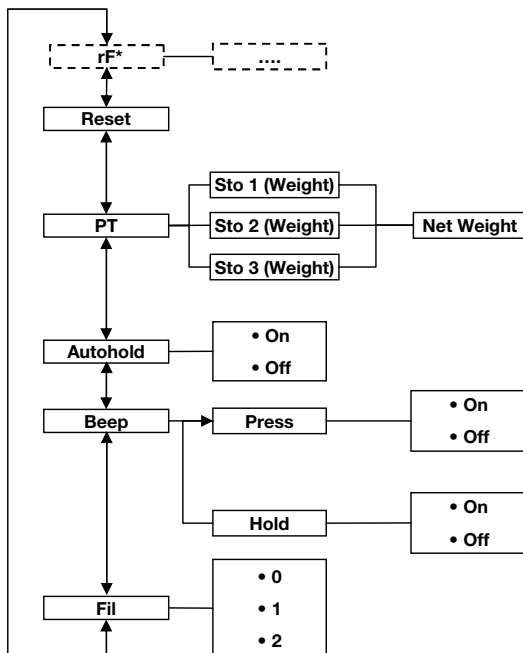 rF*
....
Reset
Sto 1 (Weight)
PT
Sto 2 (Weight)
Net Weight
Sto 3 (Weight)
Autohold
• On
• Off
Beep
Press
• On
• Off
Hold
• On
• Off
Fil
• 0
• 1
• 2